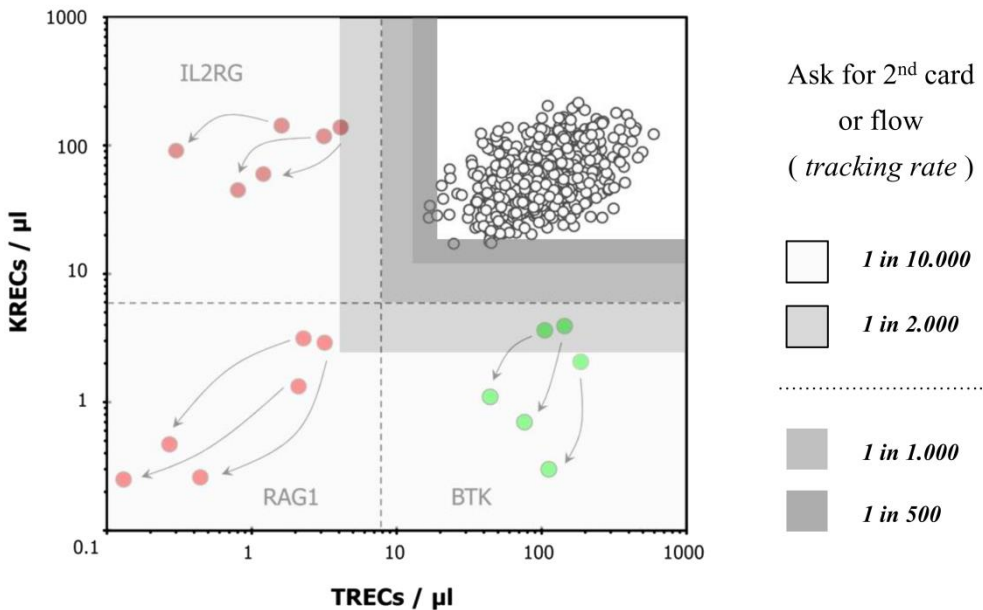 1000
100
10
1
0.1
KRECs / µl
IL2RG
RAG1
BTK
1
10
100
1000
TRECs / µl
Ask for 2nd card
or flow
( tracking rate )
1 in 10.000
1 in 2.000
1 in 1.000
1 in 500